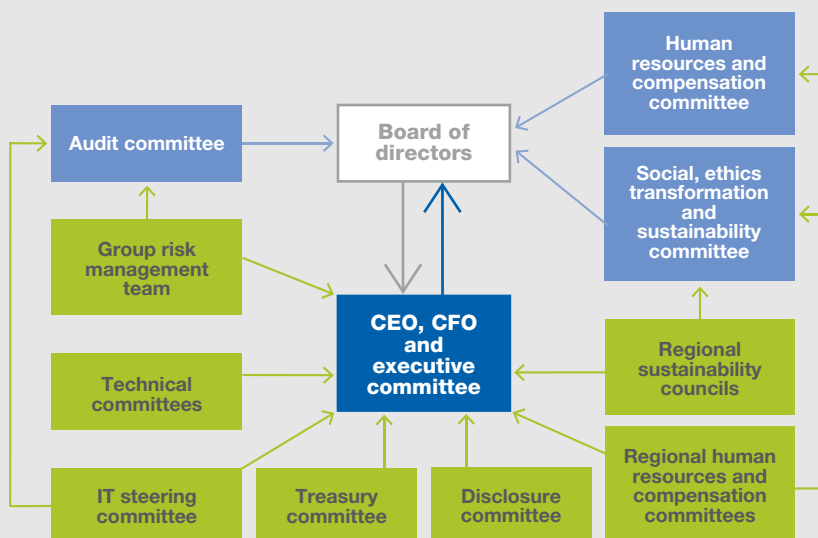 Human
resources and
compensation
committee
Audit committee
Board of
directors
Social, ethics
transformation
and
sustainability
committee
Group risk
management
team
CEO, CFO
and
executive
committee
Technical
committees
Regional
sustainability
councils
IT steering
committee
Treasury
committee
Disclosure
committee
Regional human
resources and
compensation
committees